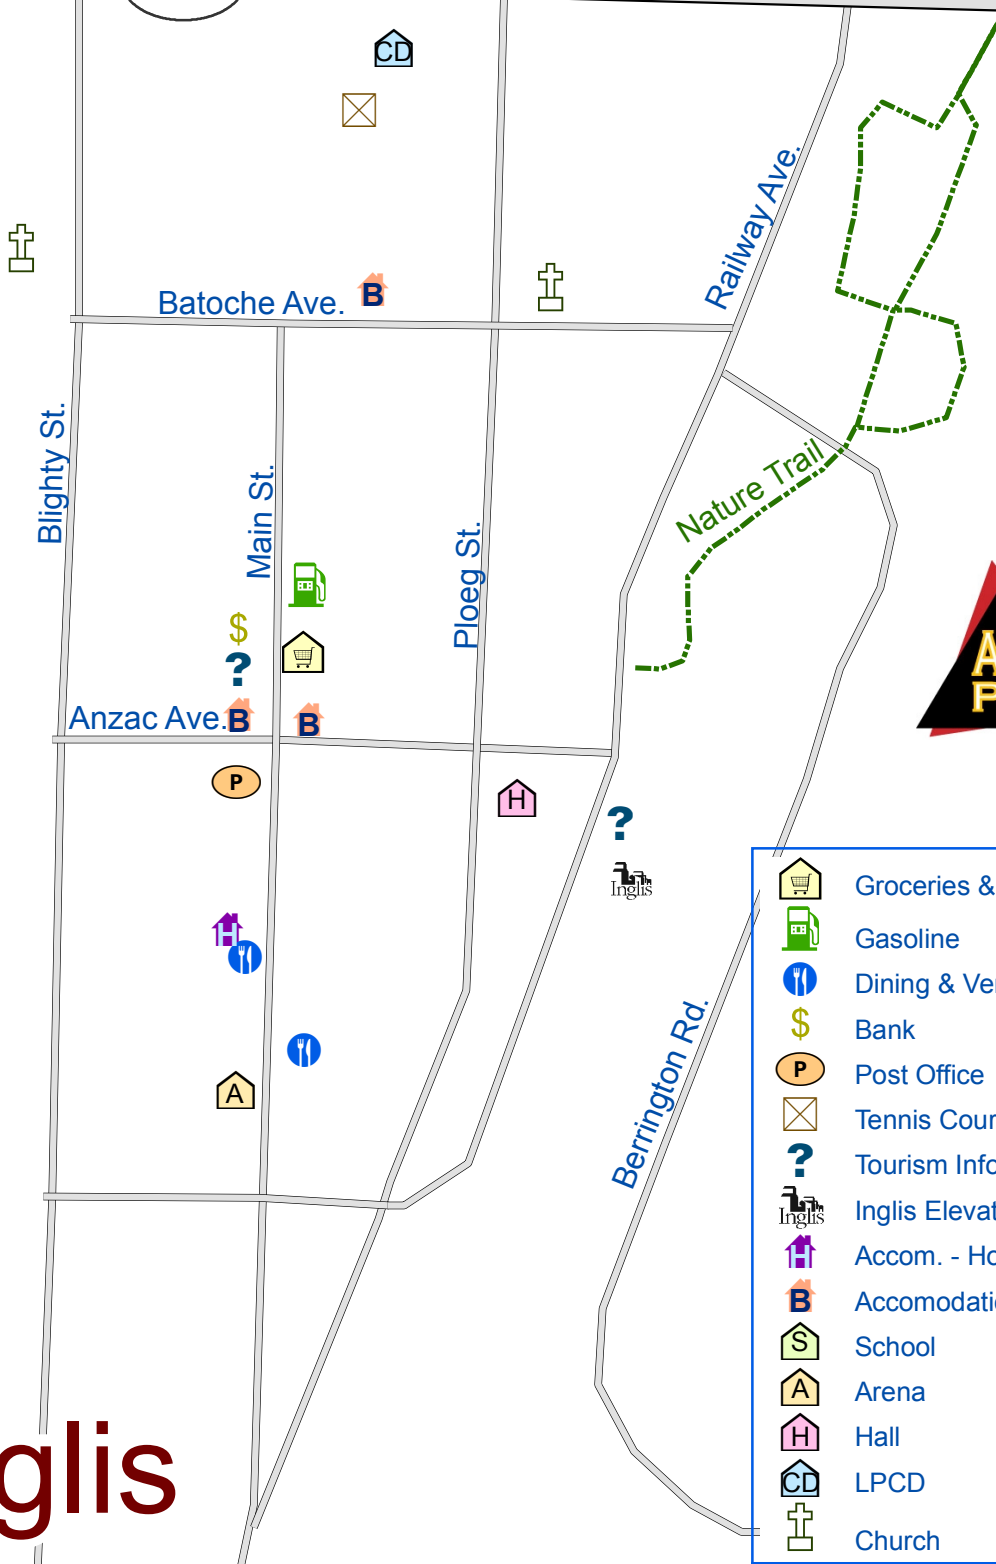 CD
Railway Ave.
Batoche Ave.
B
Blighty St.
Main St.
Ploeg St.
Nature Trail
$
?
Anzac Ave.
B
B
P
H
?
Inglis
H
A
Berrington Rd.
glis
A
P
Groceries &
Gasoline
Dining & Ve
$ Bank
P Post Office
Tennis Cour
? Tourism Info
Inglis Inglis Eleva
H Accom. - Ho
B Accomodati
S School
A Arena
H Hall
CD LPCD
Church